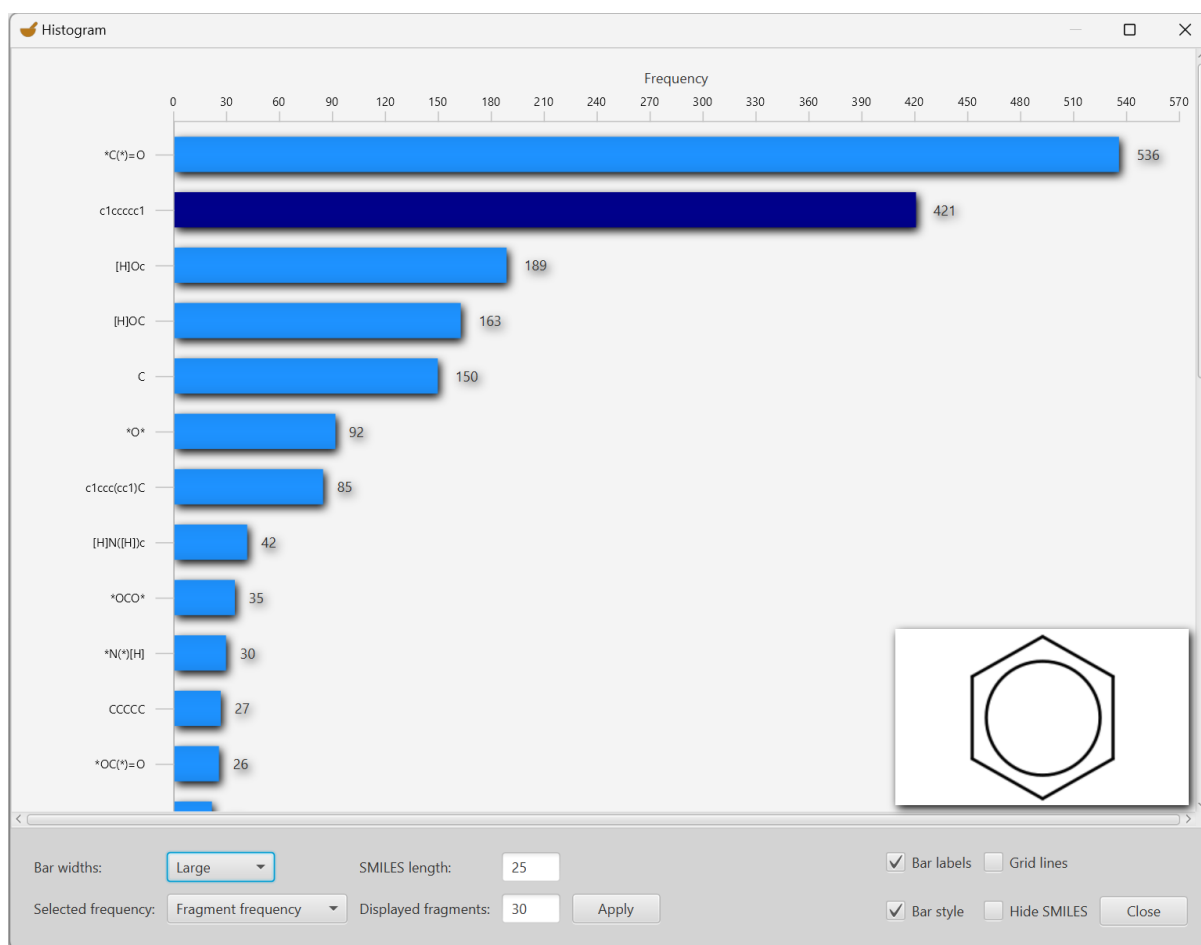 Histogram
Frequency
0 30 60 90 120 150 180 210 240 270 300 330 360 390 420 450 480 510 540 570
*C(*)=O 536
c1ccccc1 421
[H]Oc 189
[H]OC 163
C 150
*O* 92
c1ccc(cc1)C 85
[H]N([H])c 42
*OCO* 35
*N(*)[H] 30
CCCCC 27
*OC(*)=O 26
Bar widths: Large SMILES length: 25 Bar labels Grid lines
Selected frequency: Fragment frequency Displayed fragments: 30 Apply Bar style Hide SMILES Close